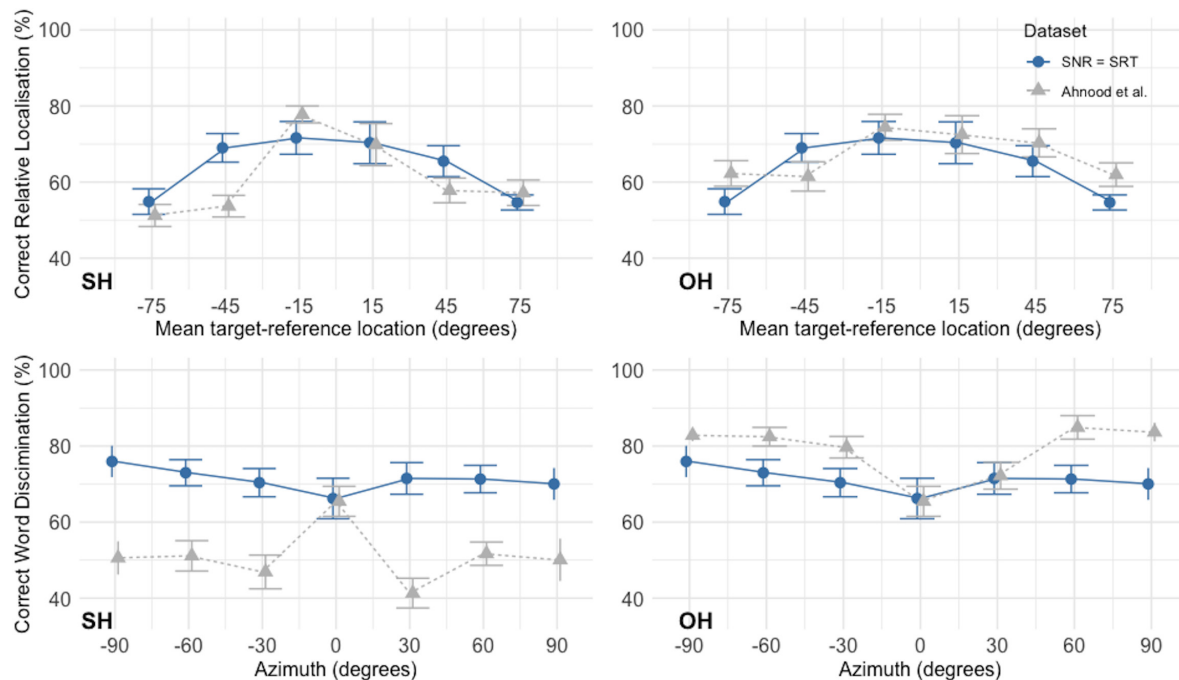 Correct Relative Localisation (%)
100
80
60
40
SH
-75 -45 -15 15 45 75
Mean target-reference location (degrees)
100
80
60
40
OH
-75 -45 -15 15 45 75
Mean target-reference location (degrees)
Dataset
SNR = SRT
Ahnood et al.
Correct Word Discimination (%)
100
80
60
40
SH
-90 -60 -30 0 30 60 90
Azimuth (degrees)
100
80
60
40
OH
-90 -60 -30 0 30 60 90
Azimuth (degrees)